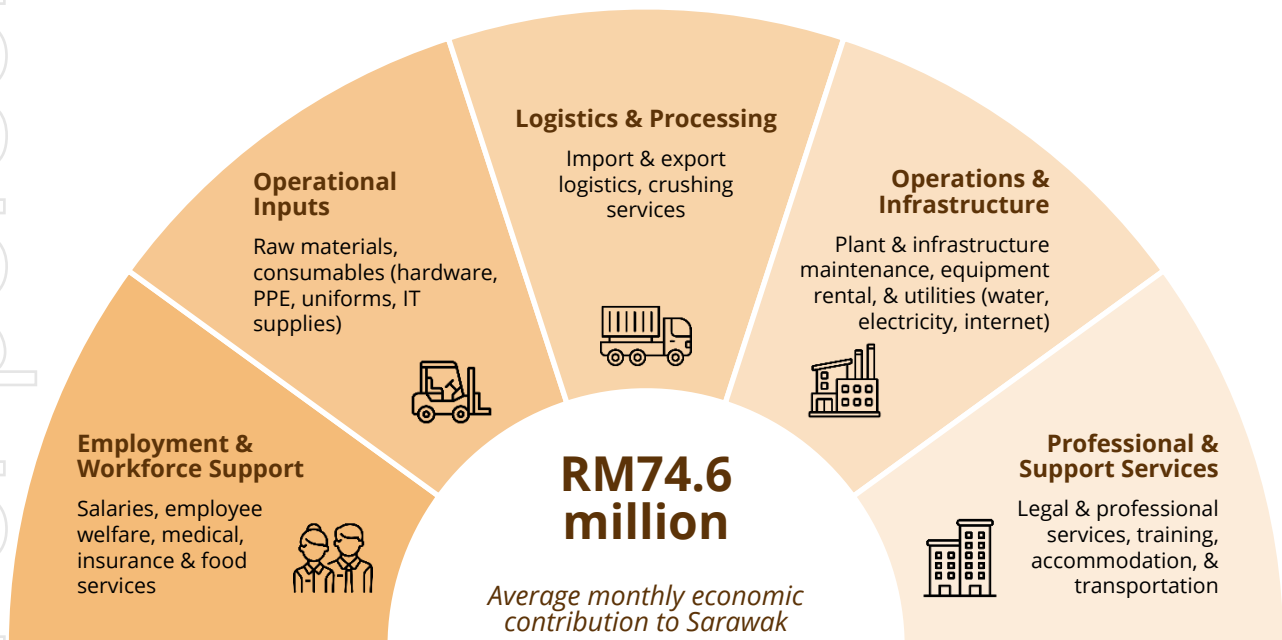 Logistics & Processing
Import & export
logistics, crushing
services
Operational
Inputs
Raw materials,
consumables (hardware,
PPE, uniforms, IT
supplies)
Operations &
Infrastructure
Plant & infrastructure
maintenance, equipment
rental, & utilities (water,
electricity, internet)
Employment &
Workforce Support
Salaries, employee
welfare, medical,
insurance & food
services
RM74.6
million
Average monthly economic
contribution to Sarawak
Professional &
Support Services
Legal & professional
services, training,
accommodation, &
transportation